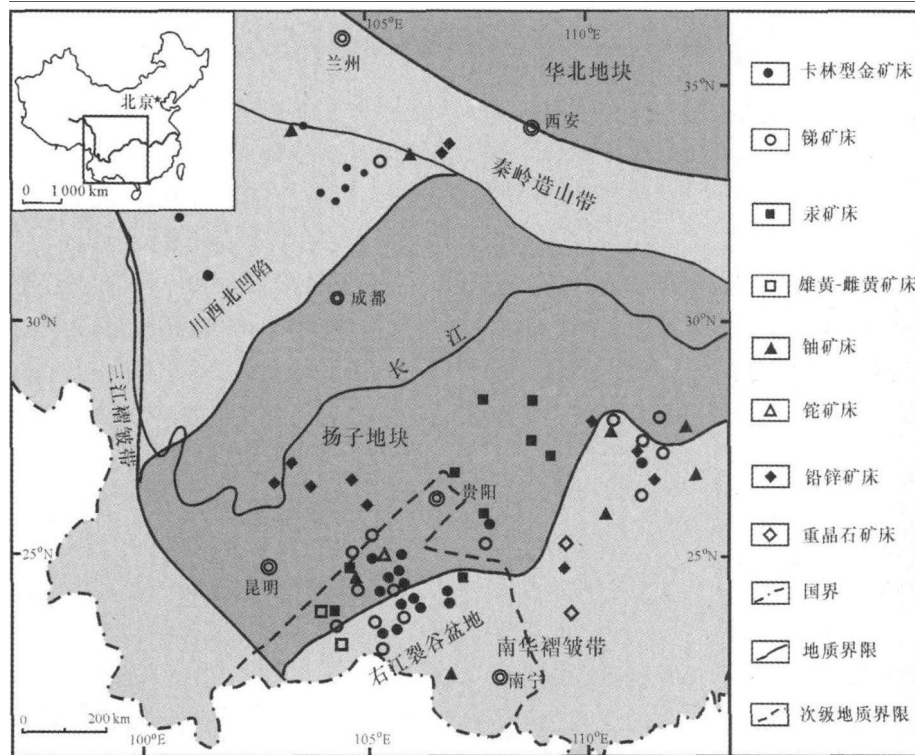 105°E
110°E
北京
0 1 000 km
兰州
华北地块
35°N
西安
秦岭造山带
川西北凹陷
成都
30°N
30°N
长 江
三江褶皱带
扬子地块
贵阳
25°N
25°N
昆明
右江裂谷盆地
南华褶皱带
南宁
0 200 km
100°E
105°E
110°E
卡林型金矿床
锑矿床
汞矿床
雄黄-雌黄矿床
铀矿床
铊矿床
铅锌矿床
重晶石矿床
国界
地质界限
次级地质界限